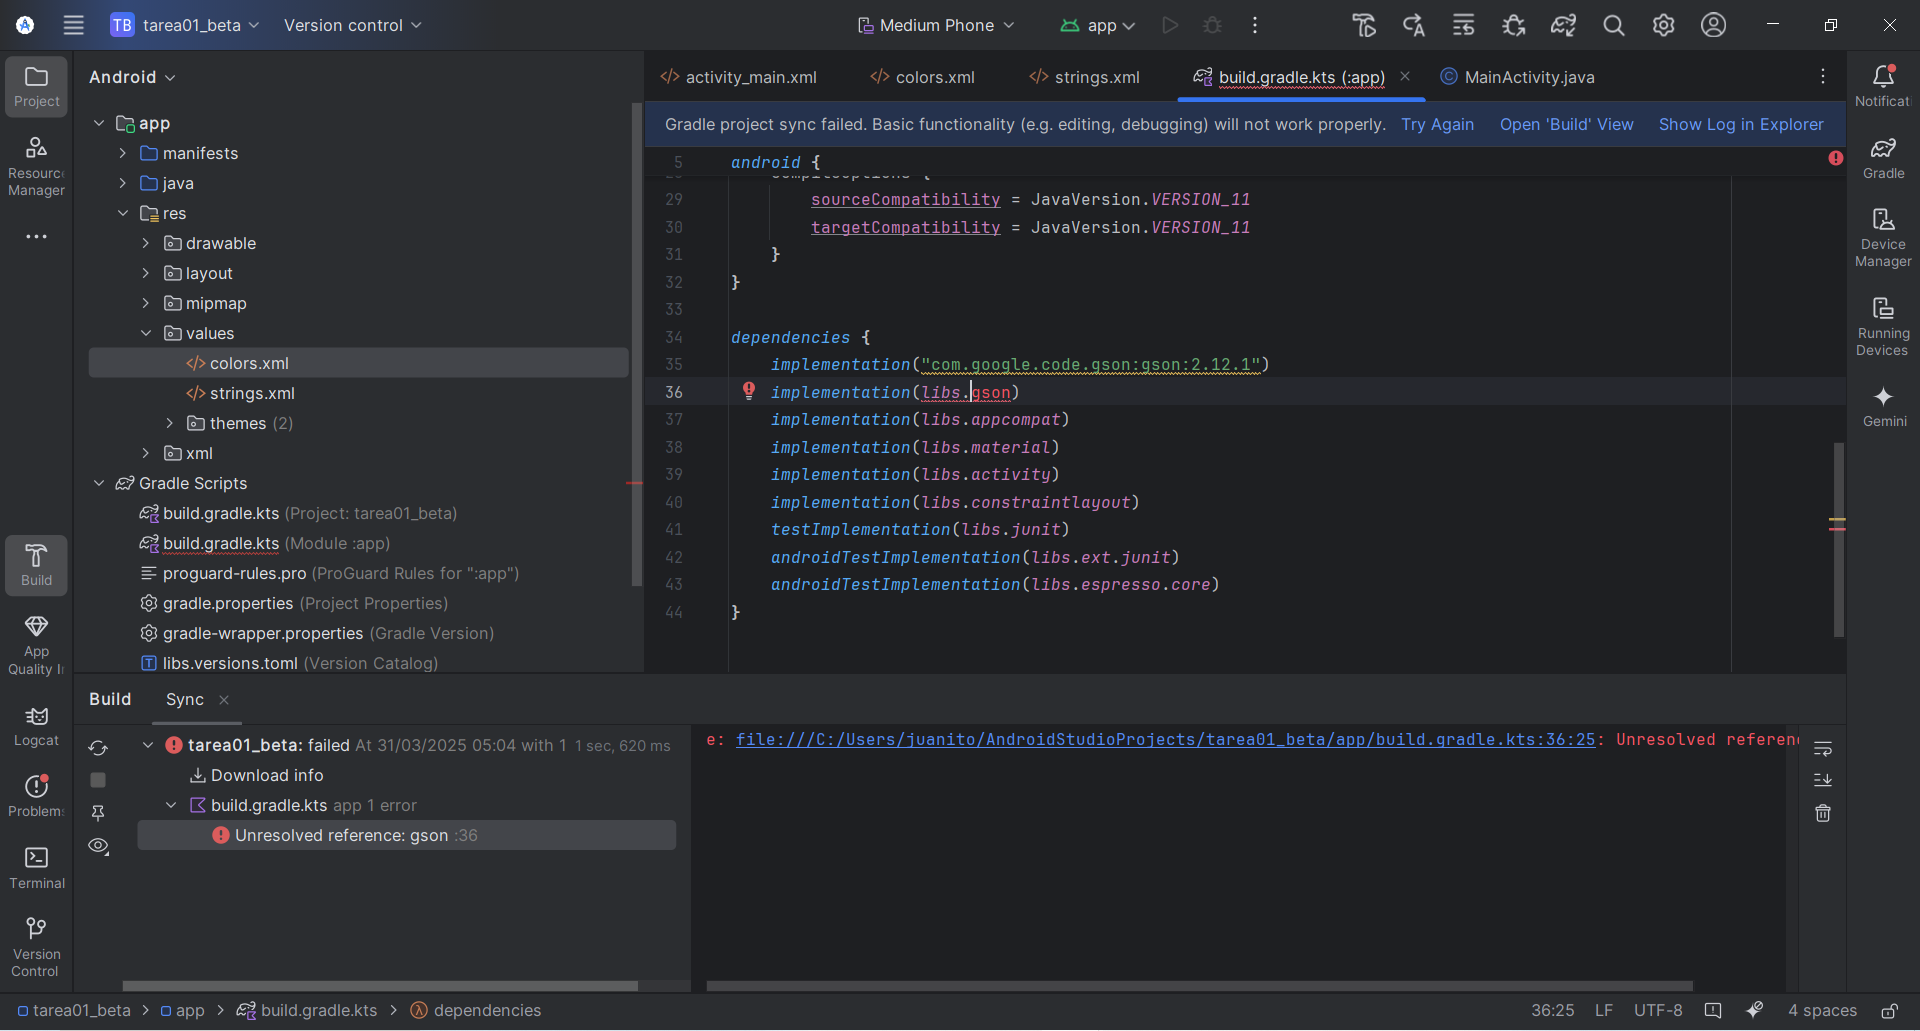 TB tarea01_beta Version control Medium Phone app
Project
Resourc
Manager
Build
App
Quality I
Logcat
Problem
Terminal
Version
Control
Android
app
manifests
java
res
drawable
layout
mipmap
values
colors.xml
strings.xml
themes (2)
xml
Gradle Scripts
build.gradle.kts (Project: tarea01_beta)
build.gradle.kts (Module :app)
proguard-rules.pro (ProGuard Rules for ":app")
gradle.properties (Project Properties)
gradle-wrapper.properties (Gradle Version)
libs.versions.toml (Version Catalog)
activity_main.xml colors.xml strings.xml build.gradle.kts (:app) MainActivity.java
Gradle project sync failed. Basic functionality (e.g. editing, debugging) will not work properly. Try Again Open 'Build' View Show Log in Explorer
5 android {
29 sourceCompatibility = JavaVersion.VERSION_11
30 targetCompatibility = JavaVersion.VERSION_11
31 }
32 }
33
34 dependencies {
35 implementation("com.google.code.gson:gson:2.12.1")
36 implementation(libs.gson)
37 implementation(libs.appcompat)
38 implementation(libs.material)
39 implementation(libs.activity)
40 implementation(libs.constraintlayout)
41 testImplementation(libs.junit)
42 androidTestImplementation(libs.ext.junit)
43 androidTestImplementation(libs.espresso.core)
44 }
Notificat
Gradle
Device
Manager
Running
Devices
Gemini
Build Sync
tarea01_beta: failed At 31/03/2025 05:04 with 1 1 sec, 620 ms
Download info
build.gradle.kts app 1 error
Unresolved reference: gson :36
e: file:///C:/Users/juanito/AndroidStudioProjects/tarea01_beta/app/build.gradle.kts:36:25: Unresolved referen
tarea01_beta > app > build.gradle.kts > dependencies
36:25 LF UTF-8 4 spaces